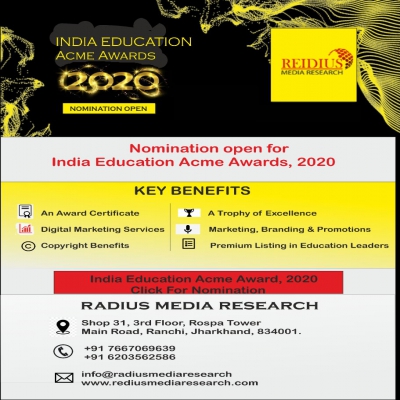 INDIA EDUCATION
ACME AWARDS
2020
NOMINATION OPEN
REIDIUS
MEDIA RESEARCH
Nomination open for
India Education Acme Awards, 2020
KEY BENEFITS
An Award Certificate
A Trophy of Excellence
Digital Marketing Services
Marketing, Branding & Promotions
© Copyright Benefits
Premium Listing in Education Leaders
India Education Acme Award, 2020
Click For Nomination
RADIUS MEDIA RESEARCH
Shop 31, 3rd Floor, Rospa Tower
Main Road, Ranchi, Jharkhand, 834001.
+91 7667069639
+91 6203562586
info@radiusmediaresearch
www.rediusmediaresearch.com